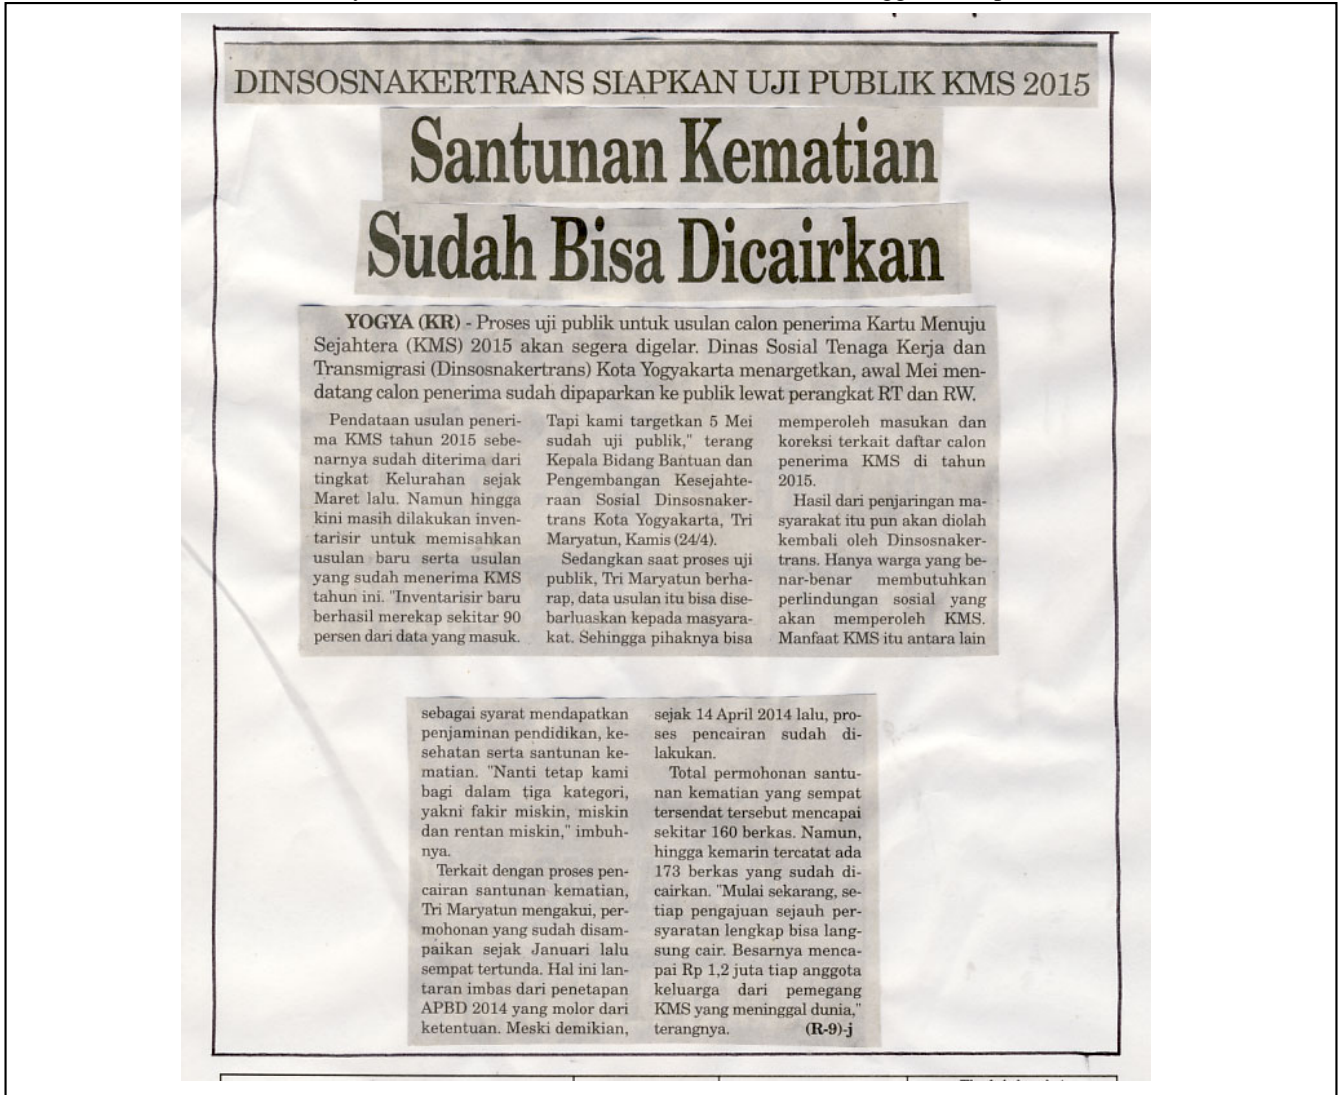 DINSOSNAKERTRANS SIAPKAN UJI PUBLIK KMS 2015
Santunan Kematian
Sudah Bisa Dicairkan
YOGYA (KR) - Proses uji publik untuk usulan calon penerima Kartu Menuju
Sejahtera (KMS) 2015 akan segera digelar. Dinas Sosial Tenaga Kerja dan
Transmigrasi (Dinsosnakertrans) Kota Yogyakarta menargetkan, awal Mei men-
datang calon penerima sudah dipaparkan ke publik lewat perangkat RT dan RW.
Pendataan usulan peneri-
ma KMS tahun 2015 sebe-
narnya sudah diterima dari
tingkat Kelurahan sejak
Maret lalu. Namun hingga
kini masih dilakukan inven-
tarisir untuk memisahkan
usulan baru serta usulan
yang sudah menerima KMS
tahun ini. "Inventarisir baru
berhasil merekap sekitar 90
persen dari data yang masuk.
Tapi kami targetkan 5 Mei
sudah uji publik," terang
Kepala Bidang Bantuan dan
Pengembangan Kesejahte-
raan Sosial Dinsosnaker-
trans Kota Yogyakarta, Tri
Maryatun, Kamis (24/4).
Sedangkan saat proses uji
publik, Tri Maryatun berha-
rap, data usulan itu bisa dise-
barluaskan kepada masyara-
kat. Sehingga pihaknya bisa
memperoleh masukan dan
koreksi terkait daftar calon
penerima KMS di tahun
2015.
Hasil dari penjaringan ma-
syarakat itu pun akan diolah
kembali oleh Dinsosnaker-
trans. Hanya warga yang be-
nar-benar membutuhkan
perlindungan sosial yang
akan memperoleh KMS.
Manfaat KMS itu antara lain
sebagai syarat mendapatkan
penjaminan pendidikan, ke-
sehatan serta santunan ke-
matian. "Nanti tetap kami
bagi dalam tiga kategori,
yakni fakir miskin, miskin
dan rentan miskin," imbuh-
nya.
Terkait dengan proses pen-
cairan santunan kematian,
Tri Maryatun mengakui, per-
mohonan yang sudah disam-
paikan sejak Januari lalu
sempat tertunda. Hal ini lan-
taran imbas dari penetapan
APBD 2014 yang molor dari
ketentuan. Meski demikian,
sejak 14 April 2014 lalu, pro-
ses pencairan sudah di-
lakukan.
Total permohonan santu-
nan kematian yang sempat
tersendat tersebut mencapai
sekitar 160 berkas. Namun,
hingga kemarin tercatat ada
173 berkas yang sudah di-
cairkan. "Mulai sekarang, se-
tiap pengajuan sejauh per-
syaratan lengkap bisa lang-
sung cair. Besarnya menca-
pai Rp 1,2 juta tiap anggota
keluarga dari pemegang
KMS yang meninggal dunia,"
terangnya. (R-9)-j